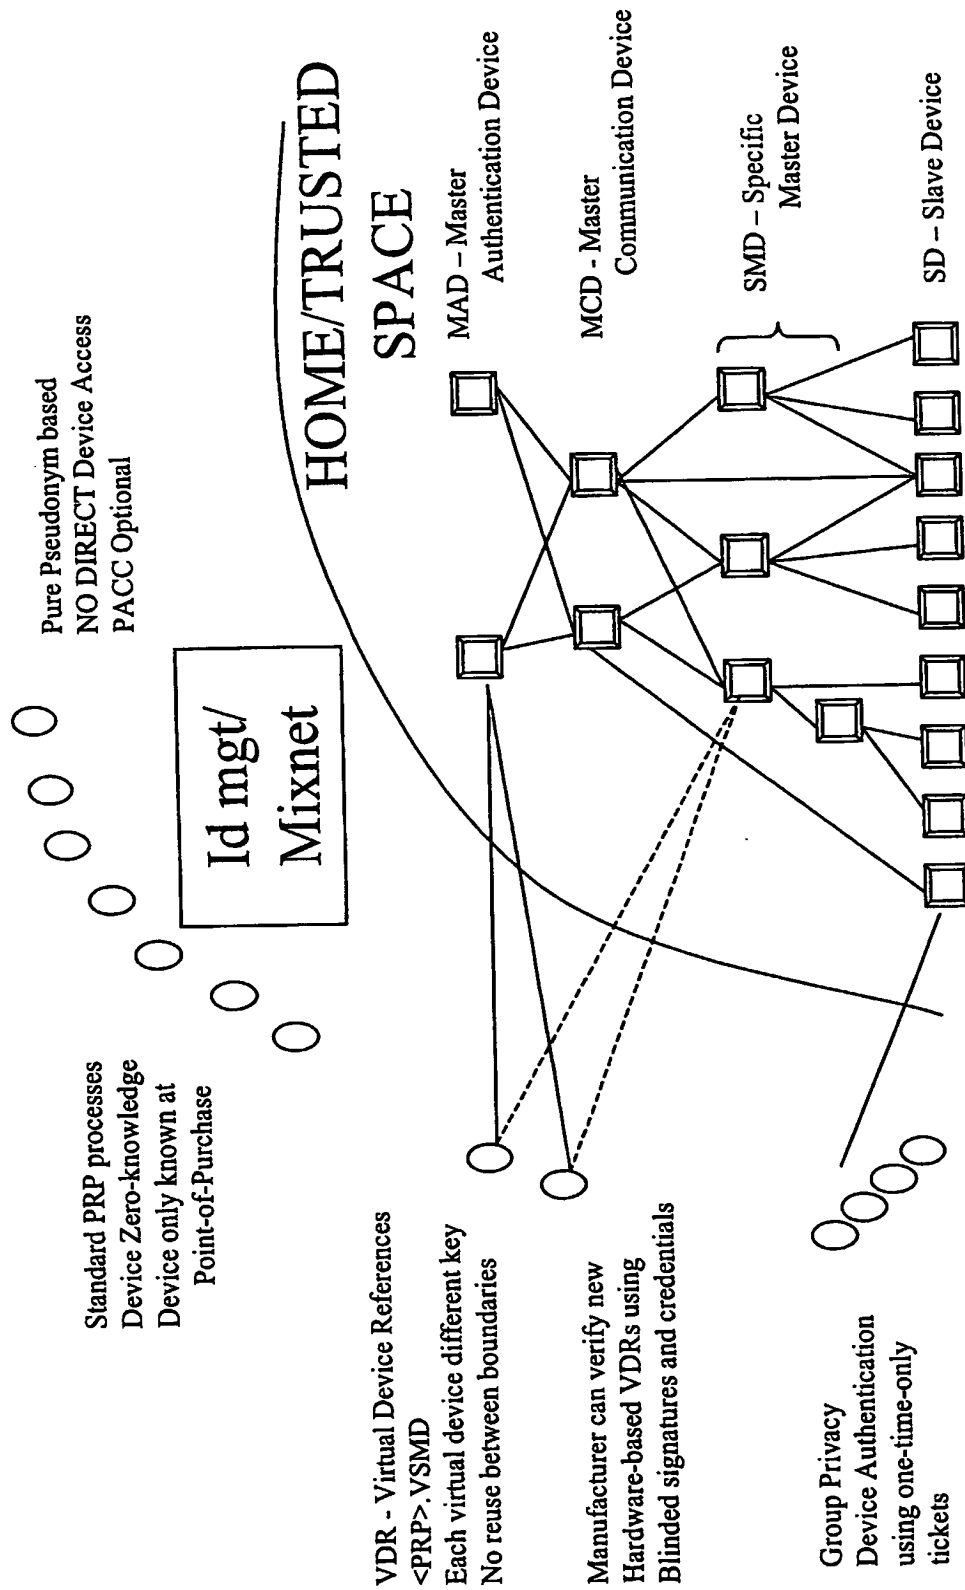 Pure Pseudonym based
NO DIRECT Device Access
PACC Optional
Standard PRP processes
Device Zero-knowledge
Device only known at
Point-of-Purchase
Id mgt/
Mixnet
HOME/TRUSTED
SPACE
VDR - Virtual Device References
<PRP>.VSMD
Each virtual device different key
No reuse between boundaries
Manufacturer can verify new
Hardware-based VDRs using
Blinded signatures and credentials
Group Privacy
Device Authentication
using one-time-only
tickets
MAD – Master
Authentication Device
MCD - Master
Communication Device
SMD – Specific
Master Device
SD – Slave Device